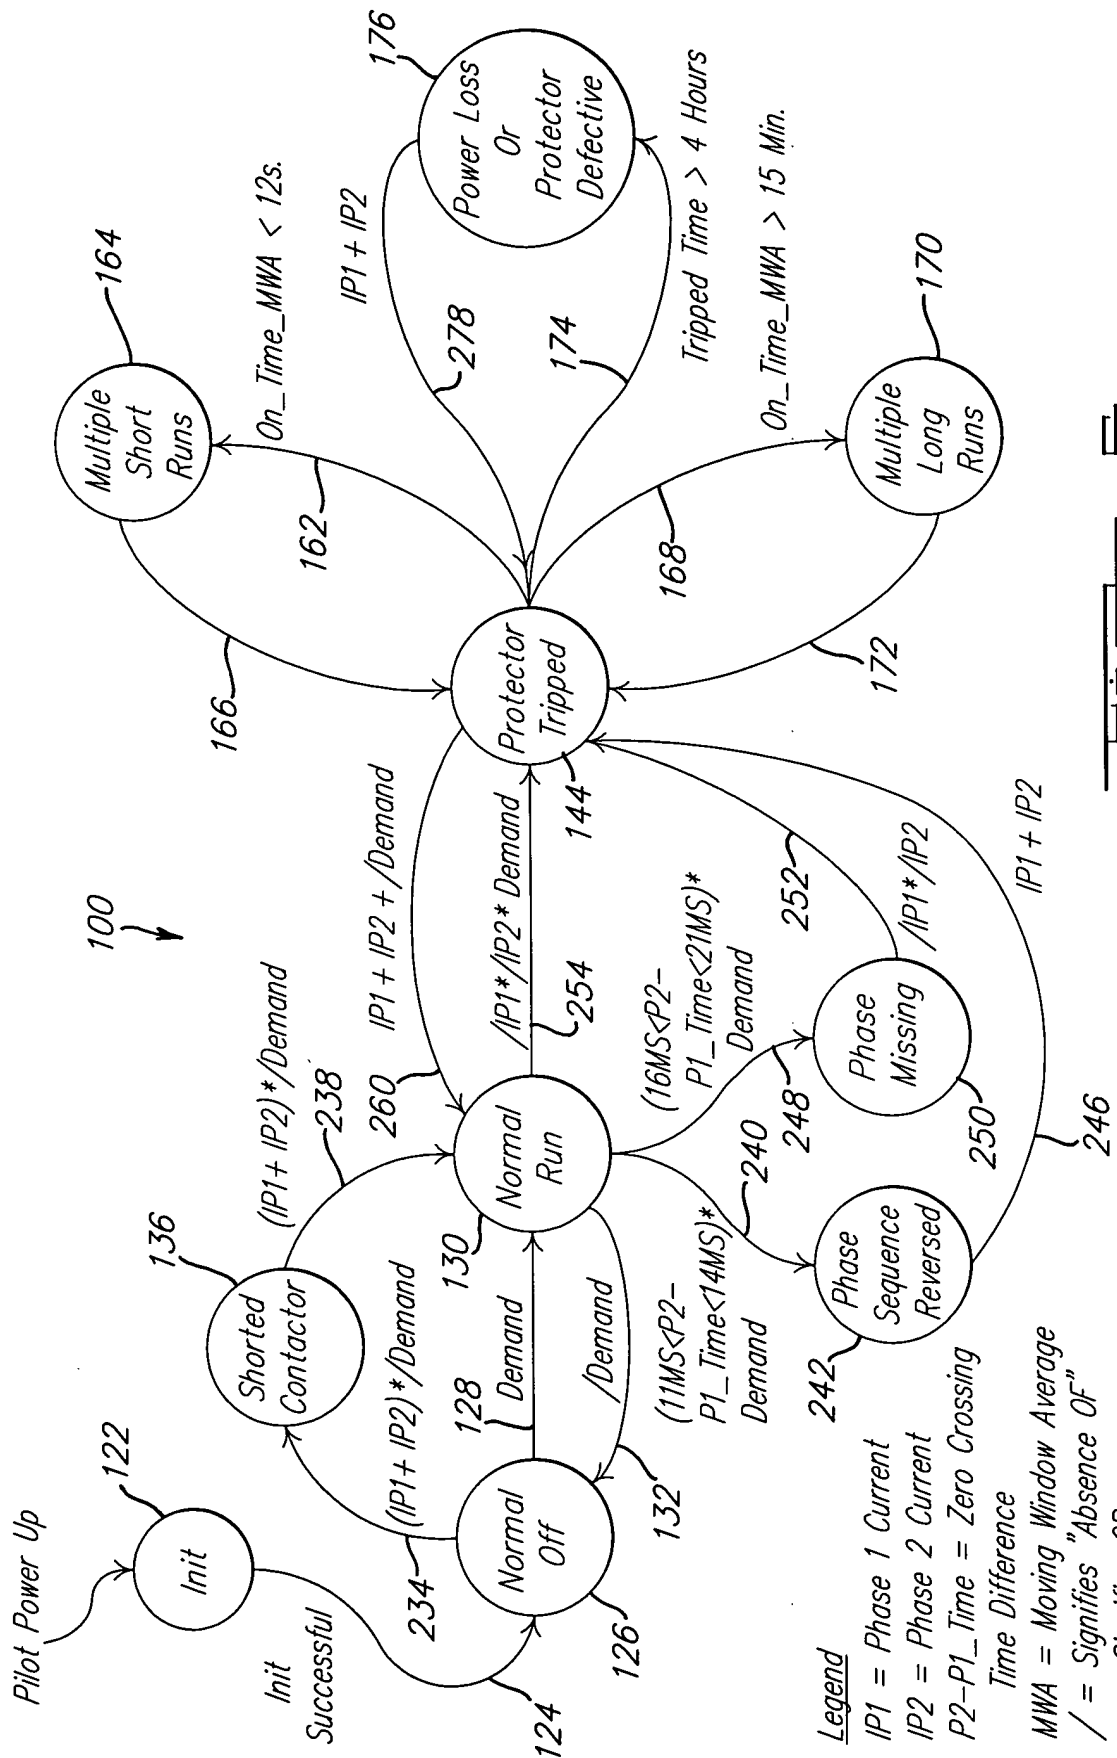 Pilot Power Up
122
Init
Init
Successful
124
100
136
Shorted
Contactor
(IP1+ IP2)*/Demand
238
(IP1+ IP2)*/Demand
234
Normal
Off
126
128
Demand
/Demand
132
Normal
Run
130
260
IP1 + IP2 + /Demand
/IP1*/IP2* Demand
254
Protector
Tripped
144
166
162
Multiple
Short
Runs
164
On_Time_MWA < 12s.
IP1 + IP2
278
Power Loss
Or
Protector
Defective
176
174
Tripped Time > 4 Hours
On_Time_MWA > 15 Min.
168
Multiple
Long
Runs
170
172
(11MS<P2-
P1_Time<14MS)*
Demand
240
(16MS<P2-
P1_Time<21MS)*
Demand
248
Phase
Sequence
Reversed
242
Phase
Missing
250
252
/IP1*/IP2
246
IP1 + IP2
Legend
IP1 = Phase 1 Current
IP2 = Phase 2 Current
P2-P1_Time = Zero Crossing
Time Difference
MWA = Moving Window Average
/ = Signifies "Absence OF"